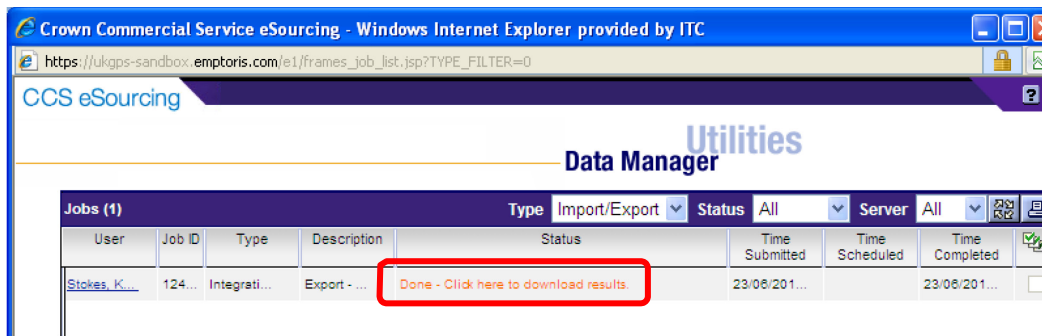 Crown Commercial Service eSourcing - Windows Internet Explorer provided by ITC
https://ukgps-sandbox.emptoris.com/e1/frames_job_list.jsp?TYPE_FILTER=0
CCS eSourcing ?
Utilities
Data Manager
Jobs (1) Type Import/Export Status All Server All
User Job ID Type Description Status Time Submitted Time Scheduled Time Completed
Stokes, K... 124... Integrati... Export - ... Done - Click here to download results. 23/06/201... 23/06/201...